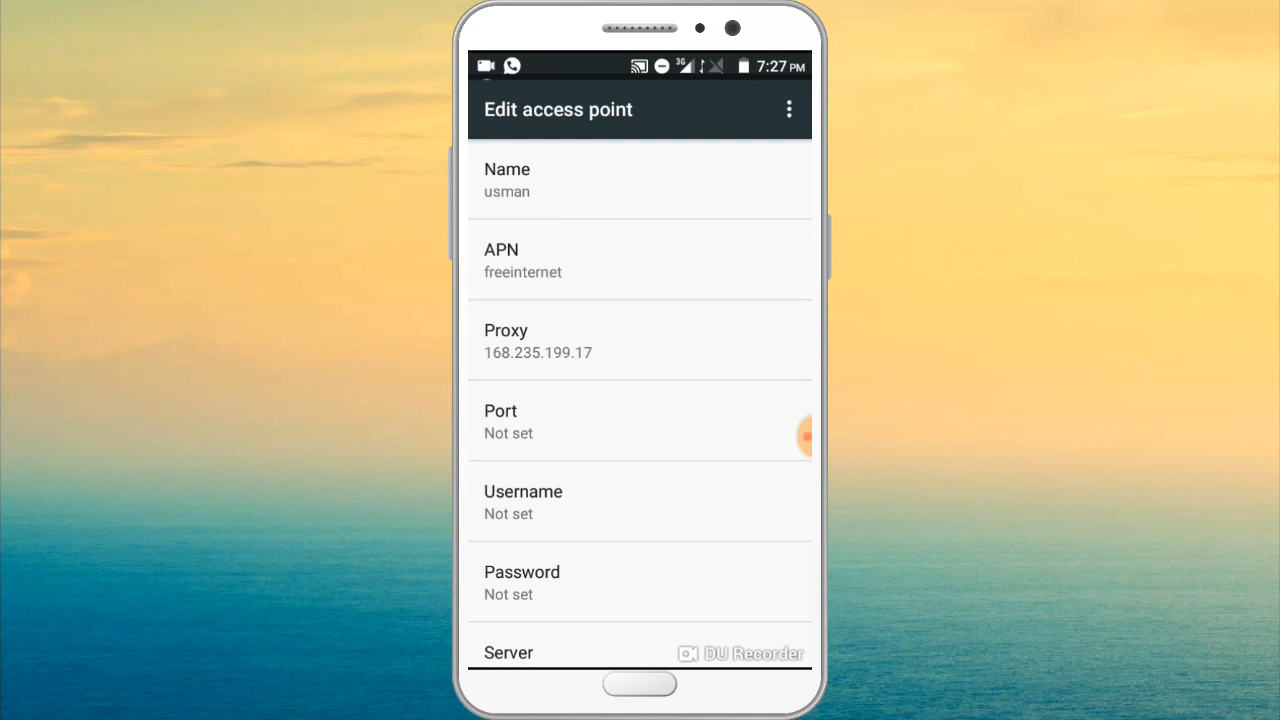 3G 7:27 PM
Edit access point
Name
usman
APN
freeinternet
Proxy
168.235.199.17
Port
Not set
Username
Not set
Password
Not set
Server
DU Recorder